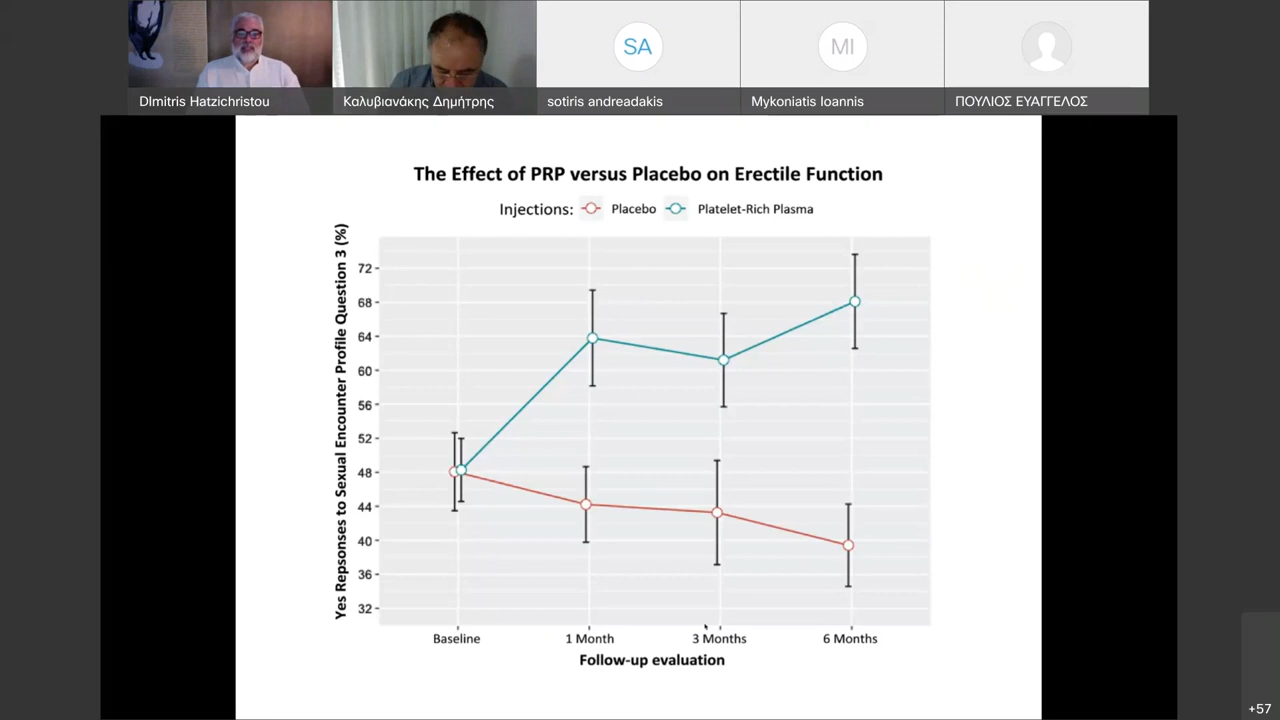 SA
MI
DImitris Hatzichristou
Καλυβιανάκης Δημήτρης
sotiris andreadakis
Mykoniatis Ioannis
ΠΟΥΛΙΟΣ ΕΥΑΓΓΕΛΟΣ
The Effect of PRP versus Placebo on Erectile Function
Injections: Placebo Platelet-Rich Plasma
Yes Repsonses to Sexual Encounter Profile Question 3 (%)
72
68
64
60
56
52
48
44
40
36
32
Baseline 1 Month 3 Months 6 Months
Follow-up evaluation
+57